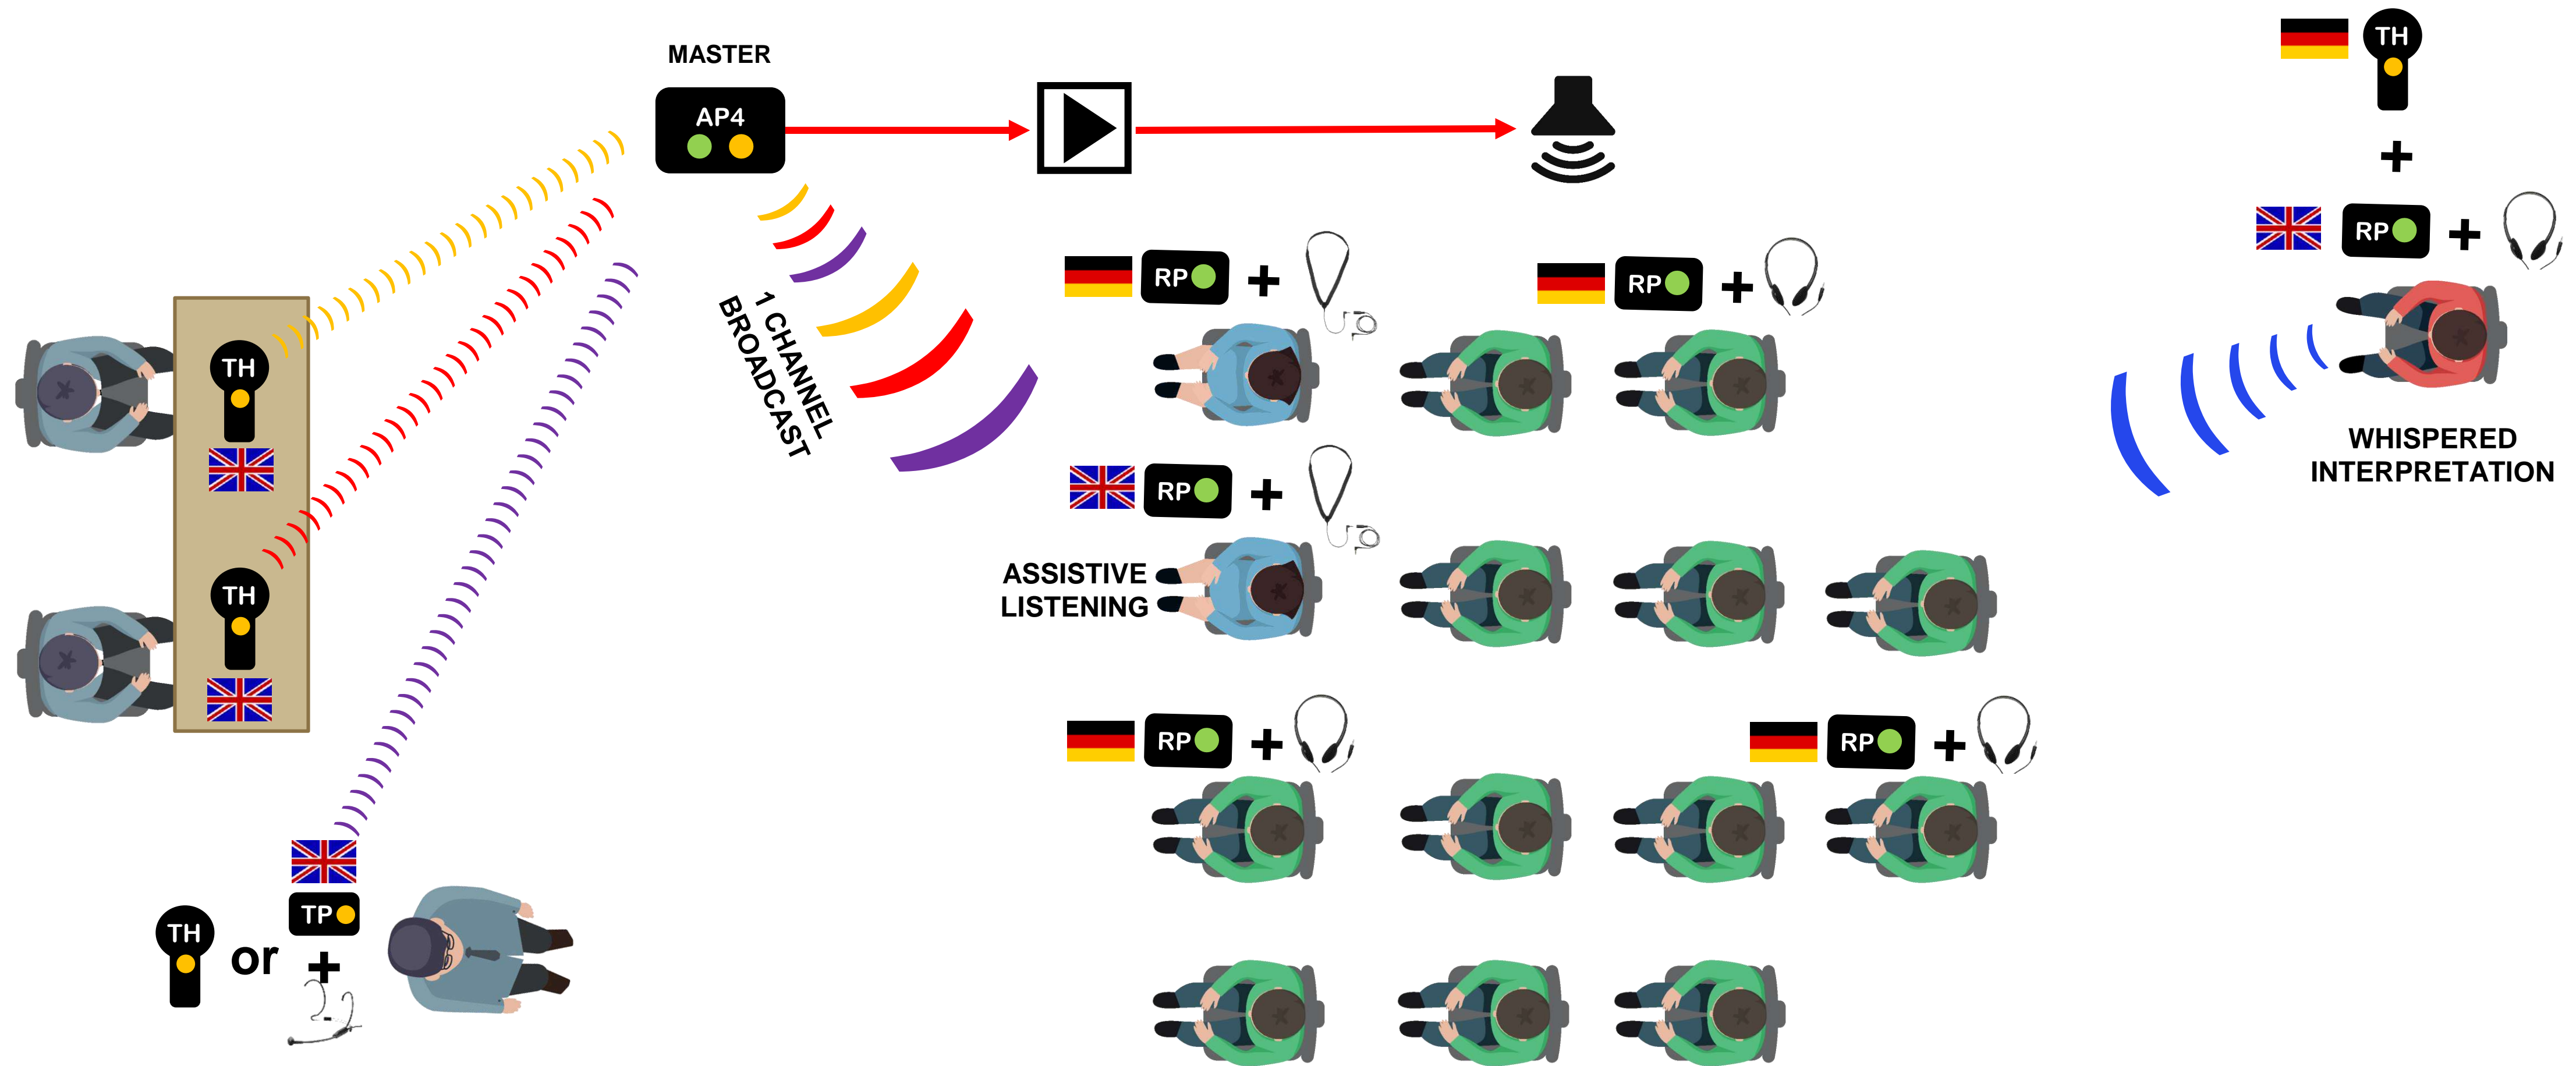 MASTER
AP4
TH
RP
RP
RP
1 CHANNEL
BROADCAST
TH
WHISPERED
INTERPRETATION
RP
ASSISTIVE
LISTENING
TH
RP
RP
TP
TH
or